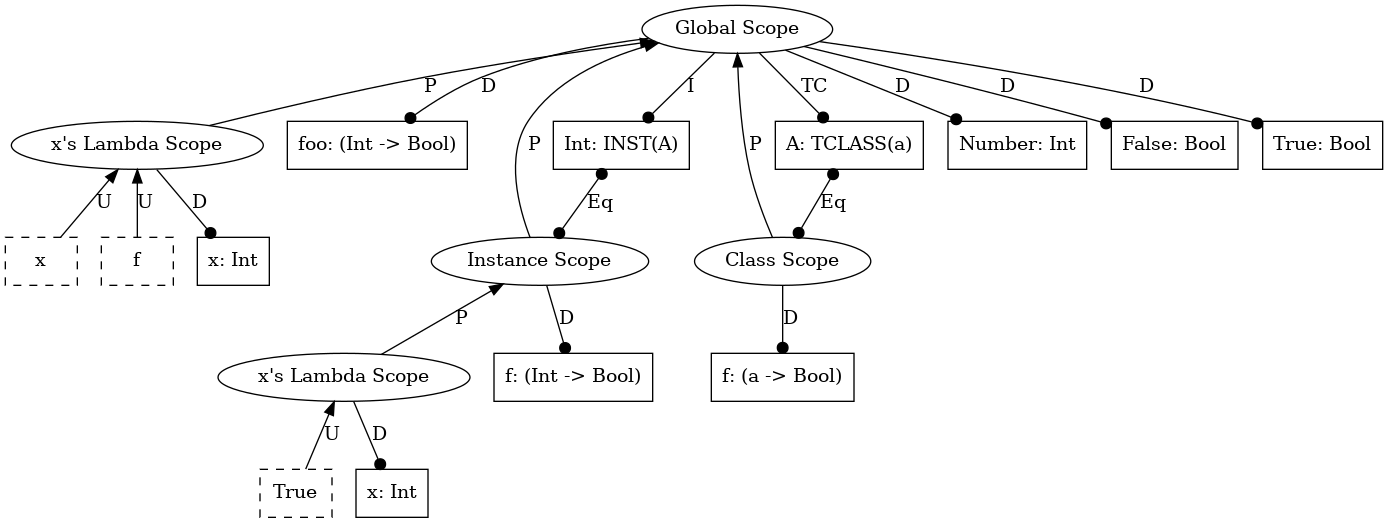 Global Scope
P
D
I
TC
D
D
D
x's Lambda Scope
foo: (Int -> Bool)
P
Int: INST(A)
P
A: TCLASS(a)
Number: Int
False: Bool
True: Bool
U
U
D
Eq
Eq
x
f
x: Int
Instance Scope
Class Scope
P
D
D
x's Lambda Scope
f: (Int -> Bool)
f: (a -> Bool)
U
D
True
x: Int